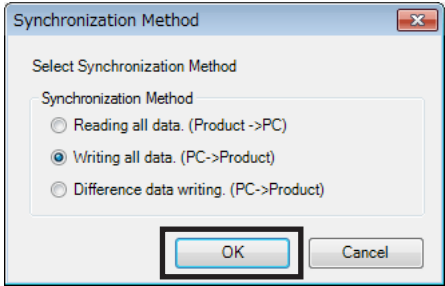 Synchronization Method
Select Synchronization Method
Synchronization Method
Reading all data. (Product ->PC)
Writing all data. (PC->Product)
Difference data writing. (PC->Product)
OK
Cancel